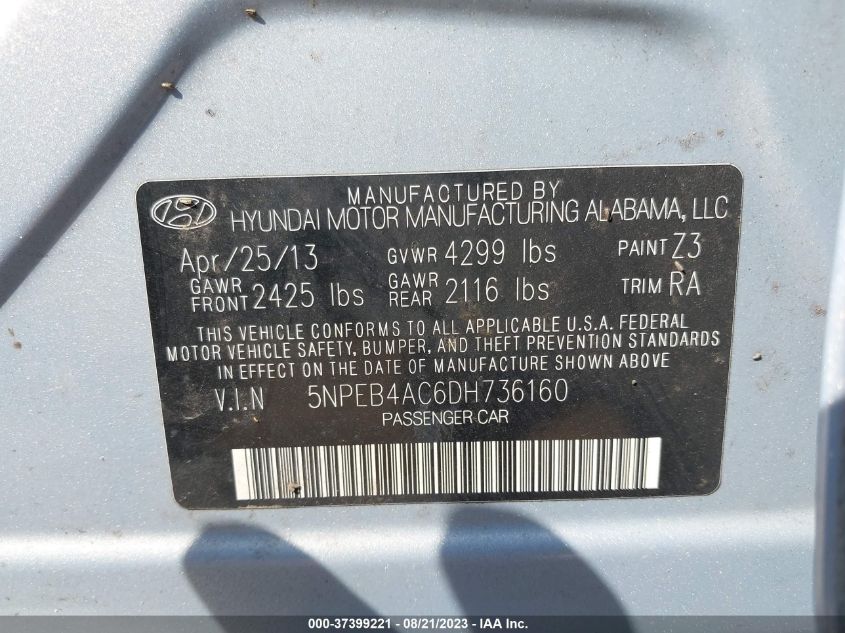 MANUFACTURED BY
HYUNDAI MOTOR MANUFACTURING ALABAMA, LLC
Apr/25/13 GVWR 4299 lbs PAINT Z3
GAWR FRONT 2425 lbs GAWR REAR 2116 lbs TRIM RA
THIS VEHICLE CONFORMS TO ALL APPLICABLE U.S.A. FEDERAL
MOTOR VEHICLE SAFETY, BUMPER, AND THEFT PREVENTION STANDARDS
IN EFFECT ON THE DATE OF MANUFACTURE SHOWN ABOVE
V.I.N 5NPEB4AC6DH736160
PASSENGER CAR
000-37399221 - 08/21/2023 - IAA Inc.